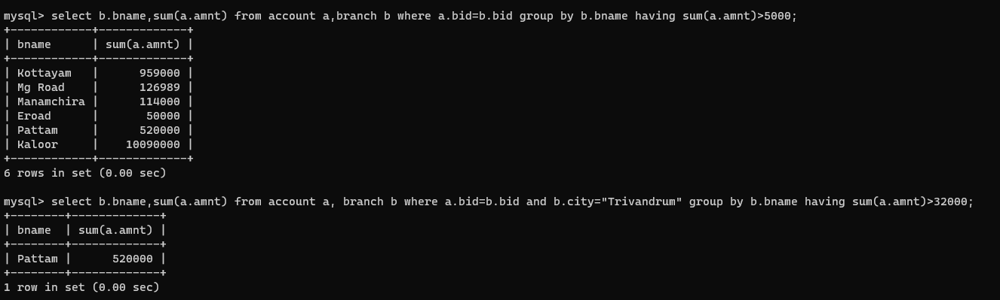 mysql> select b.bname,sum(a.amnt) from account a,branch b where a.bid=b.bid group by b.bname having sum(a.amnt)>5000;
+------------+-------------+
| bname      | sum(a.amnt) |
+------------+-------------+
| Kottayam   |      959000 |
| Mg Road    |      126989 |
| Manamchira |      114000 |
| Eroad      |       50000 |
| Pattam     |      520000 |
| Kaloor     |    10090000 |
+------------+-------------+
6 rows in set (0.00 sec)
mysql> select b.bname,sum(a.amnt) from account a, branch b where a.bid=b.bid and b.city="Trivandrum" group by b.bname having sum(a.amnt)>32000;
+--------+-------------+
| bname  | sum(a.amnt) |
+--------+-------------+
| Pattam |      520000 |
+--------+-------------+
1 row in set (0.00 sec)